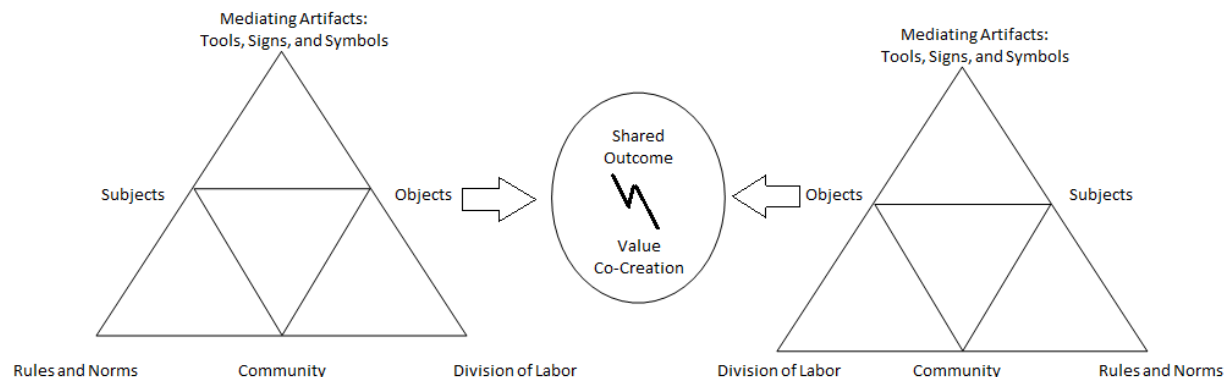 Mediating Artifacts:
Tools, Signs, and Symbols
Mediating Artifacts:
Tools, Signs, and Symbols
Shared
Outcome
Subjects
Objects
Objects
Subjects
Value
Co-Creation
Rules and Norms
Community
Division of Labor
Division of Labor
Community
Rules and Norms